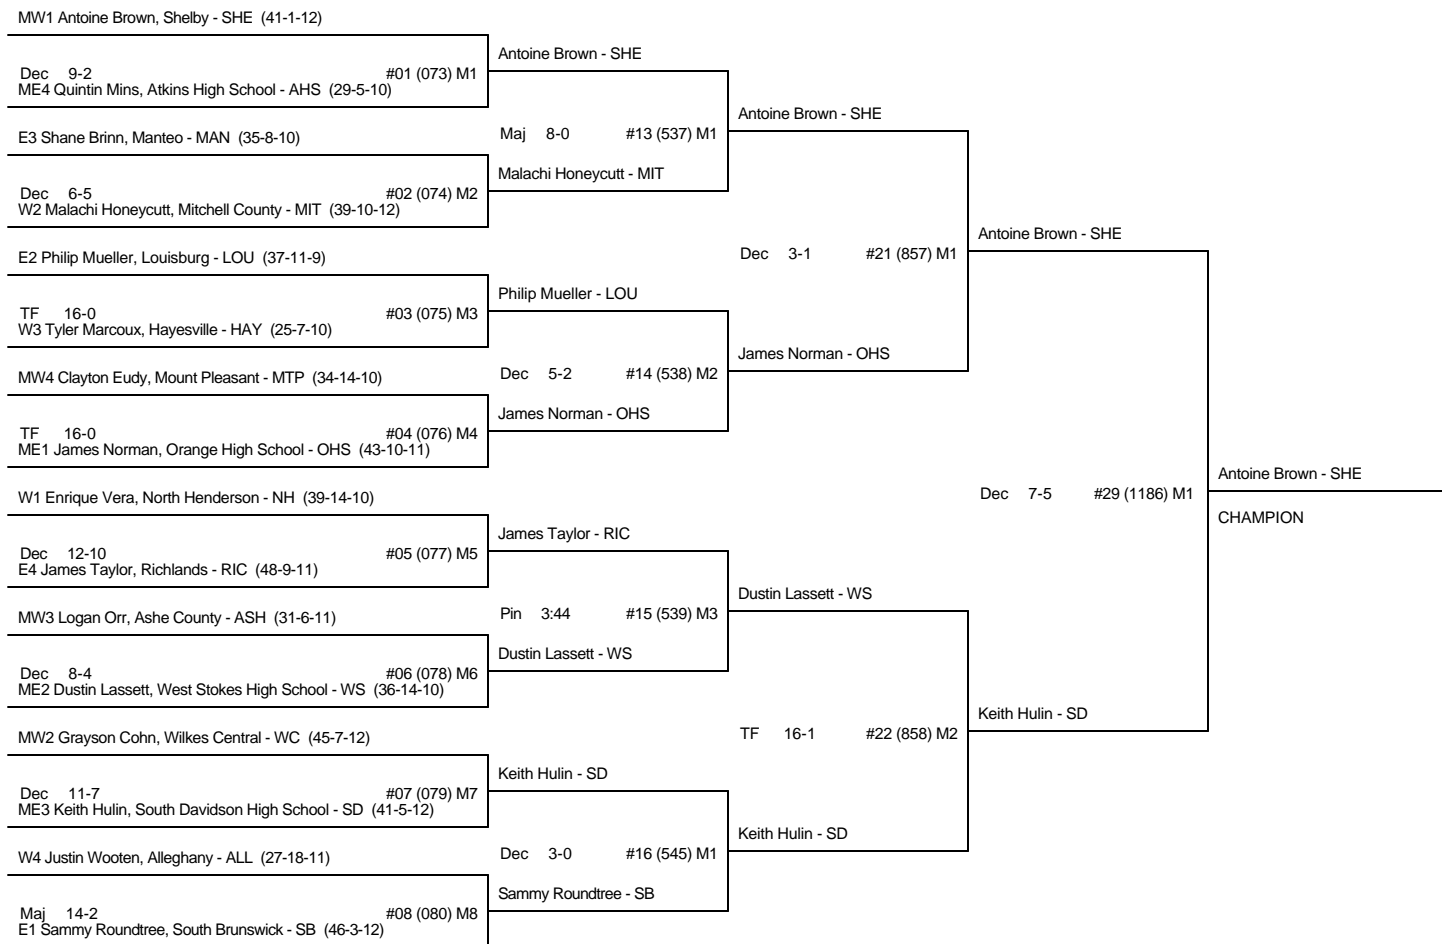 MW1 Antoine Brown, Shelby - SHE (41-1-12)
Antoine Brown - SHE
Dec 9-2 #01 (073) M1
ME4 Quintin Mins, Atkins High School - AHS (29-5-10)
Antoine Brown - SHE
E3 Shane Brinn, Manteo - MAN (35-8-10)
Maj 8-0 #13 (537) M1
Malachi Honeycutt - MIT
Dec 6-5 #02 (074) M2
W2 Malachi Honeycutt, Mitchell County - MIT (39-10-12)
Antoine Brown - SHE
E2 Philip Mueller, Louisburg - LOU (37-11-9)
Dec 3-1 #21 (857) M1
Philip Mueller - LOU
TF 16-0 #03 (075) M3
W3 Tyler Marcoux, Hayesville - HAY (25-7-10)
James Norman - OHS
MW4 Clayton Eudy, Mount Pleasant - MTP (34-14-10)
Dec 5-2 #14 (538) M2
James Norman - OHS
TF 16-0 #04 (076) M4
ME1 James Norman, Orange High School - OHS (43-10-11)
Antoine Brown - SHE
W1 Enrique Vera, North Henderson - NH (39-14-10)
Dec 7-5 #29 (1186) M1
CHAMPION
James Taylor - RIC
Dec 12-10 #05 (077) M5
E4 James Taylor, Richlands - RIC (48-9-11)
Dustin Lassett - WS
MW3 Logan Orr, Ashe County - ASH (31-6-11)
Pin 3:44 #15 (539) M3
Dustin Lassett - WS
Dec 8-4 #06 (078) M6
ME2 Dustin Lassett, West Stokes High School - WS (36-14-10)
Keith Hulin - SD
MW2 Grayson Cohn, Wilkes Central - WC (45-7-12)
TF 16-1 #22 (858) M2
Keith Hulin - SD
Dec 11-7 #07 (079) M7
ME3 Keith Hulin, South Davidson High School - SD (41-5-12)
Keith Hulin - SD
W4 Justin Wooten, Alleghany - ALL (27-18-11)
Dec 3-0 #16 (545) M1
Sammy Roundtree - SB
Maj 14-2 #08 (080) M8
E1 Sammy Roundtree, South Brunswick - SB (46-3-12)